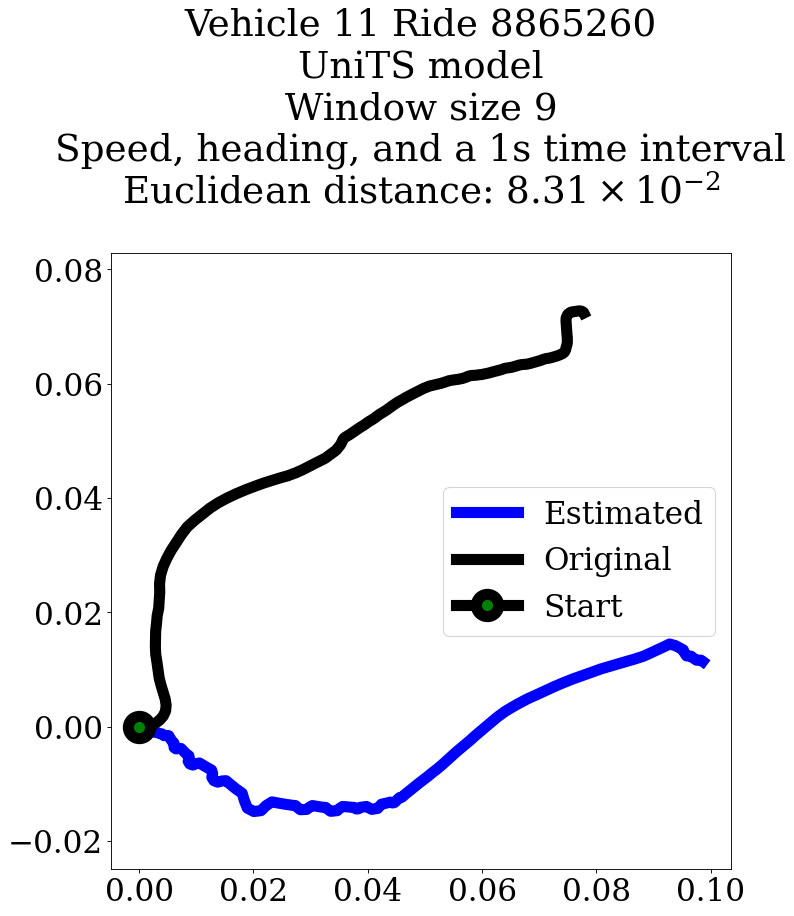 Vehicle 11 Ride 8865260
UniTS model
Window size 9
Speed, heading, and a 1s time interval
Euclidean distance: 8.31 × 10⁻²
0.08
0.06
0.04
0.02
0.00
−0.02
Estimated
Original
Start
0.00 0.02 0.04 0.06 0.08 0.10